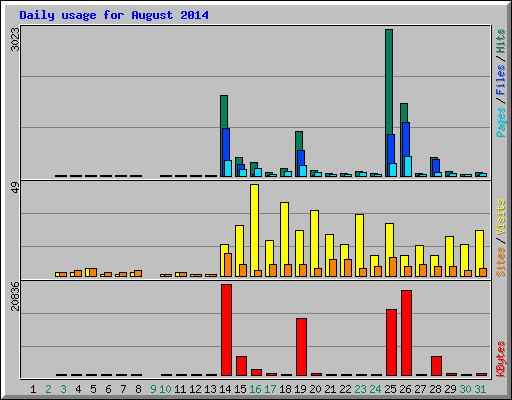 Daily usage for August 2014
3023
Pages / Files / Hits
49
Sites / Visits
20836
KBytes
1 2 3 4 5 6 7 8 9 10 11 12 13 14 15 16 17 18 19 20 21 22 23 24 25 26 27 28 29 30 31